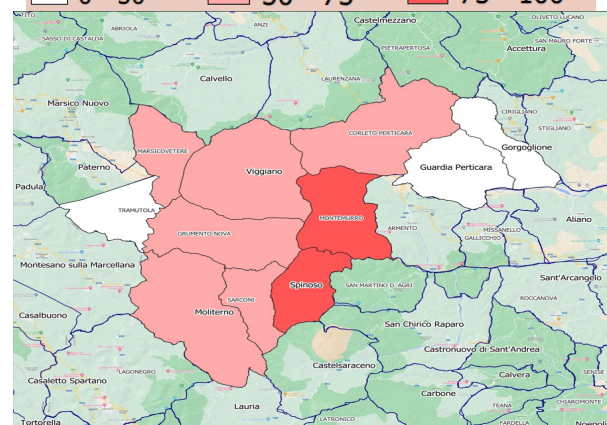 0 - 50 50 - 75 75 - 100
TITO
ABRIOLA
ANZI
Castelmezzano
OLIVETO LUCANO
SASSO DI CASTALDA
PIETRAPERTOSA
SAN MAURO FORTE
Accettura
Calvello
LAURENZANA
Marsico Nuovo
CIRIGLIANO
STIGLIANO
CORLETO PERTICARA
Gorgoglione
MARSICOVETERE
Paterno
Viggiano
Guardia Perticara
Padula
TRAMUTOLA
MONTEMURRO
Aliano
ARMENTO
MISSANELLO
GRUMENTO NOVA
GALLICCHIO
Montesano sulla Marcellana
Sant'Arcangelo
Spinoso
SAN MARTINO D'AGRI
SARCONI
ROCCANOVA
Casalbuono
Moliterno
San Chirico Raparo
Castronuovo di Sant'Andrea
Castelsaraceno
LAGONEGRO
Calvera
SENISE
Casaletto Spartano
Carbone
CHIAROMONTE
Lauria
TEANA
LATRONICO
Tortorella
FARDELLA